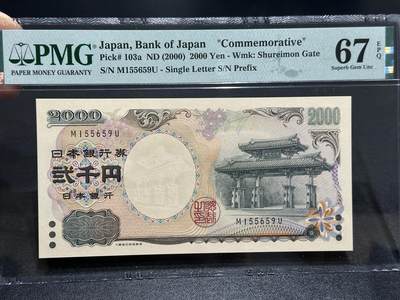 PMG
PAPER MONEY GUARANTY
Japan, Bank of Japan "Commemorative"
Pick# 103a ND (2000) 2000 Yen - Wmk: Shureimon Gate
S/N M155659U - Single Letter S/N Prefix
67 EPQ
Superb Gem Unc
2000
2000
M155659U
日本銀行券
弐千円
日本銀行
M155659U
2000